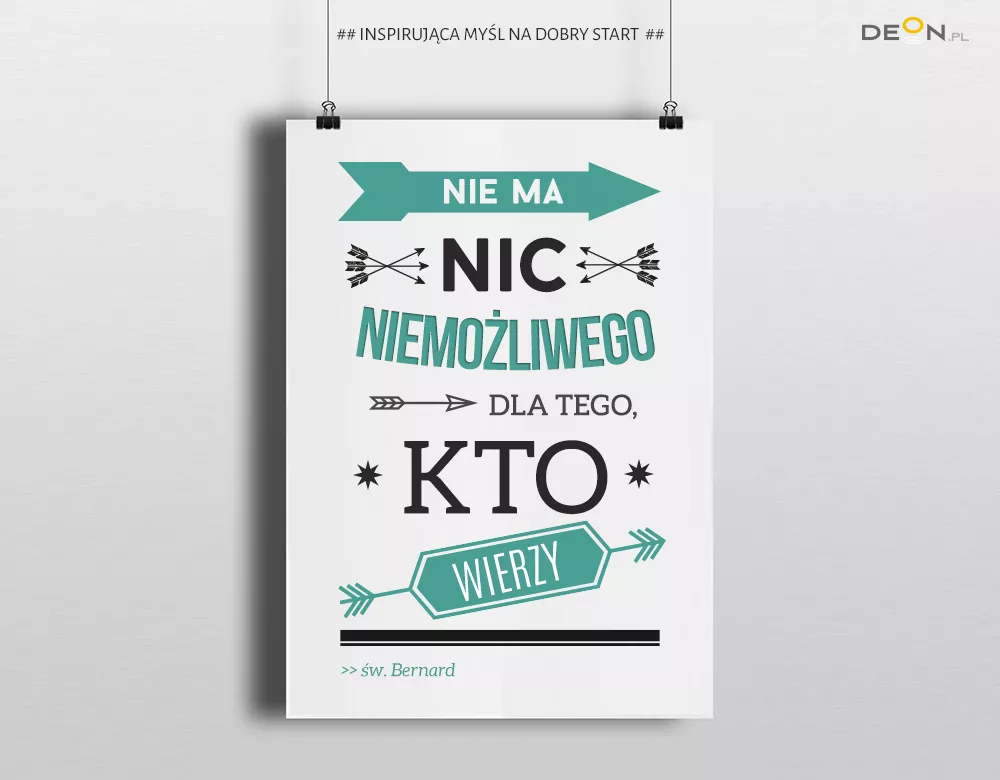 ## INSPIRUJĄCA MYŚL NA DOBRY START ##
DEON.PL
NIE MA
NIC
NIEMOŻLIWEGO
DLA TEGO,
KTO
WIERZY
>> św. Bernard